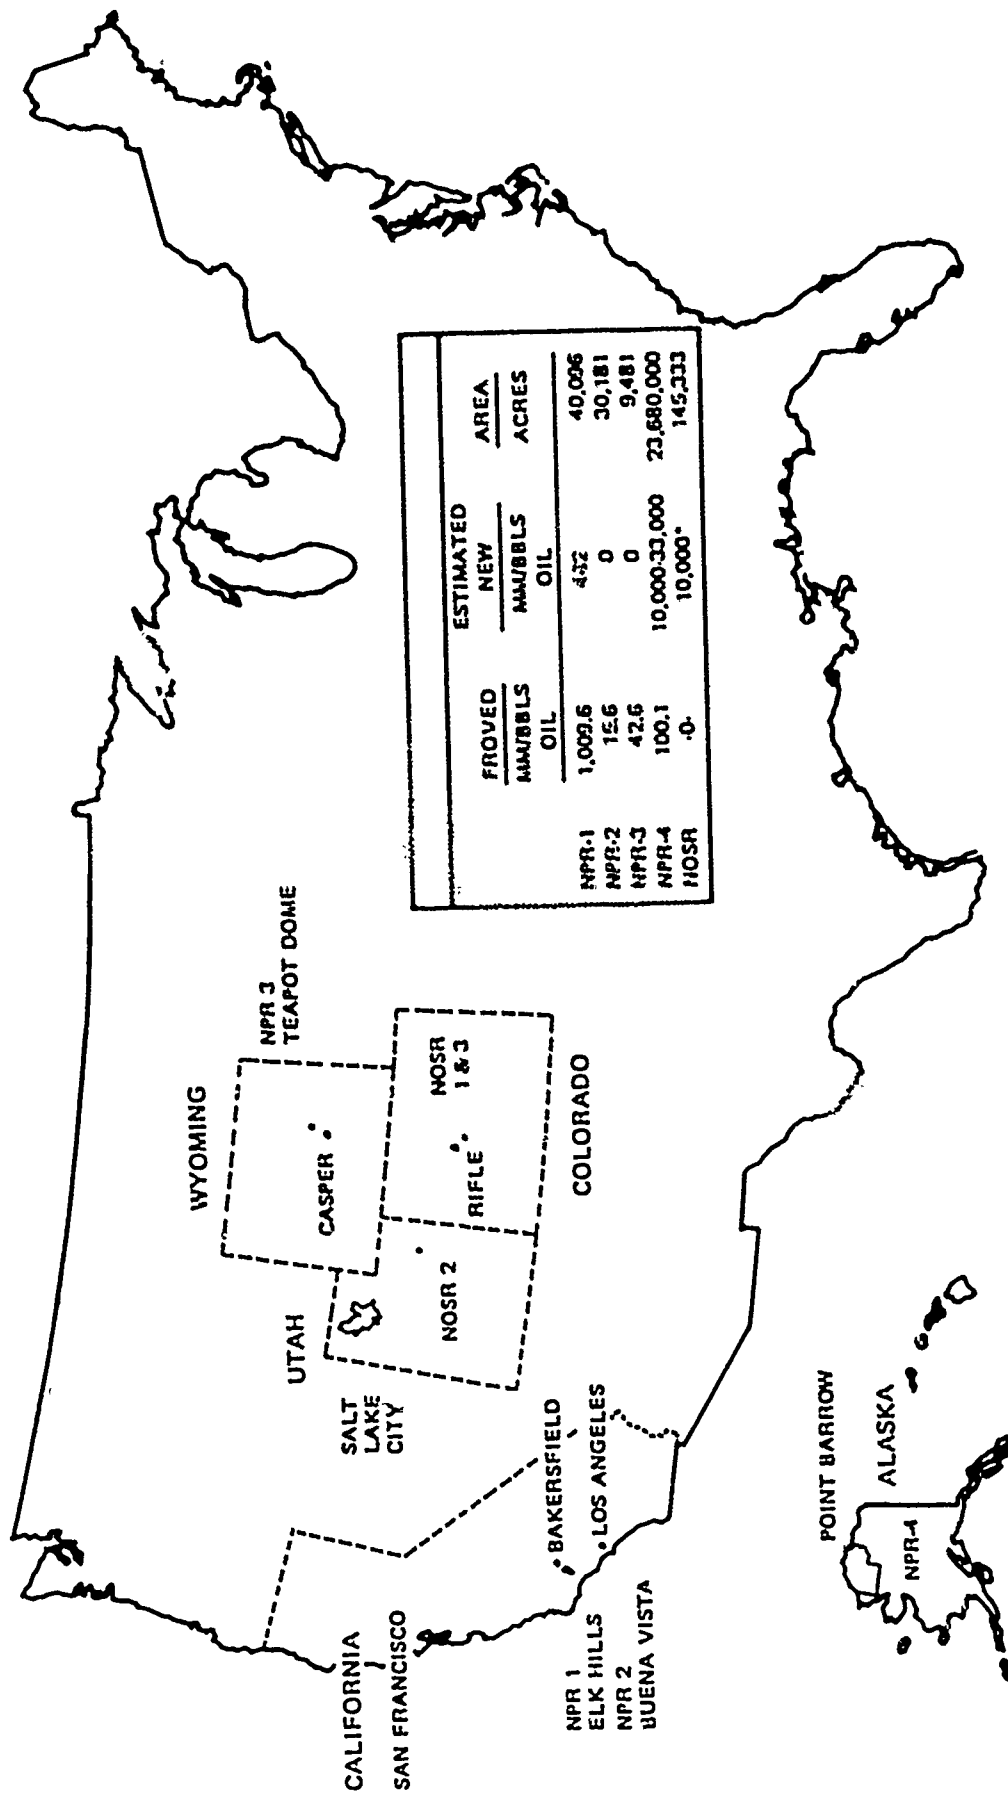 WYOMING
NPR 3
TEAPOT DOME
UTAH
CASPER
SALT
LAKE
CITY
NOSR 2
RIFLE
NOSR
1 & 3
COLORADO
CALIFORNIA
SAN FRANCISCO
BAKERSFIELD
LOS ANGELES
NPR 1
ELK HILLS
NPR 2
BUENA VISTA
POINT BARROW
ALASKA
NPR-4
ESTIMATED
PROVED NEW AREA
MM/BBLS MM/BBLS ACRES
OIL OIL
NPR-1 1,009.6 40,096
NPR-2 0 30,181
NPR-3 42.6 0 9,481
NPR-4 100.1 10,000-33,000 23,680,000
NOSR -0- 10,000* 145,333